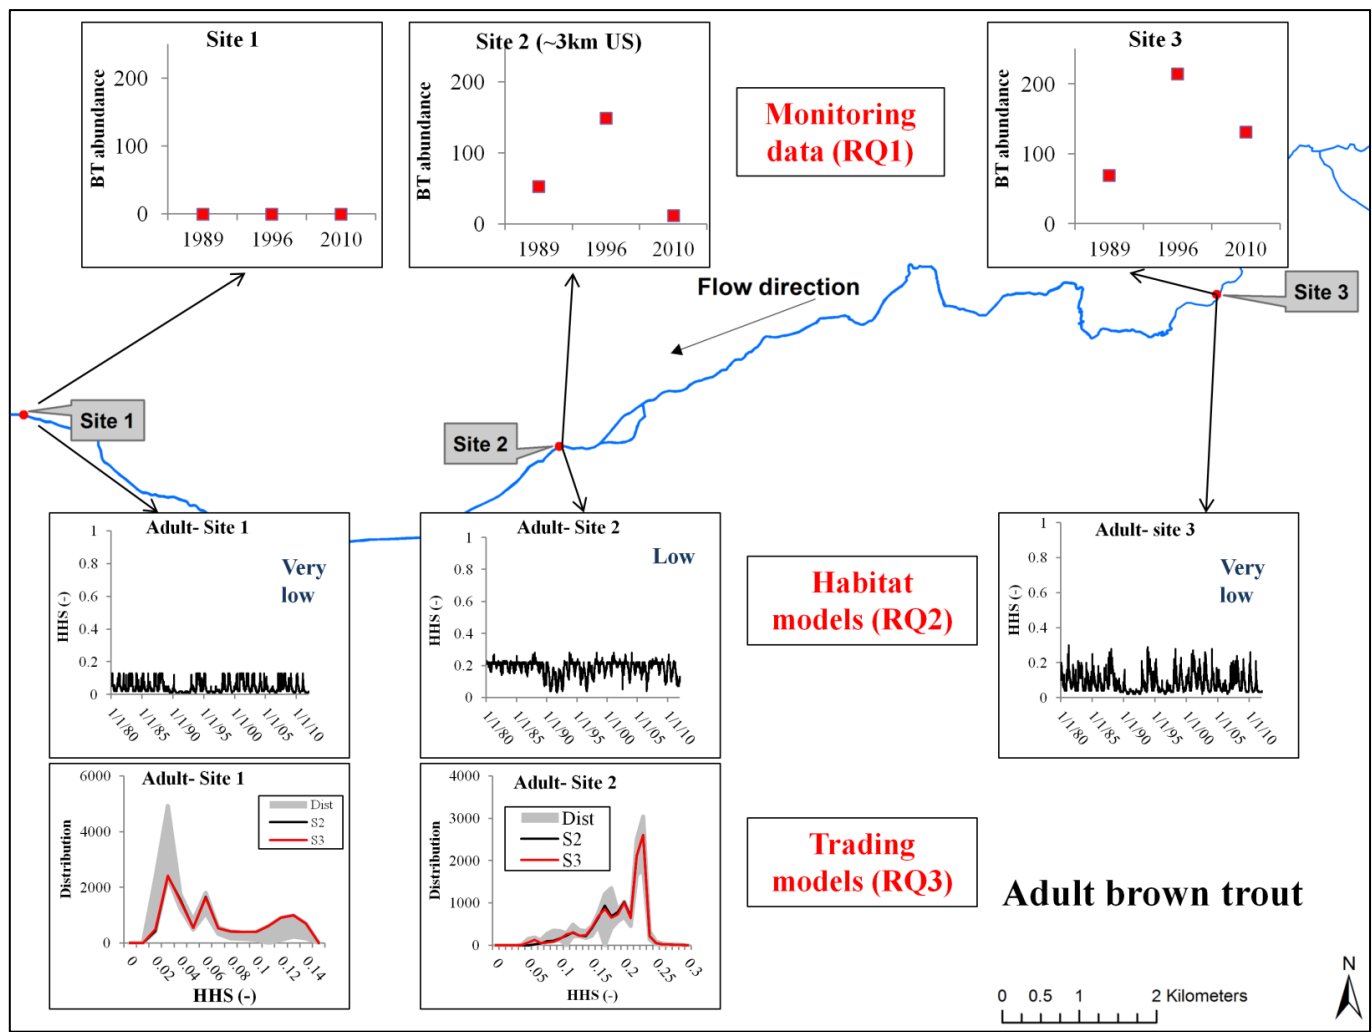 Site 1
BT abundance
200
100
0
1989 1996 2010
Site 2 (~3km US)
BT abundance
200
100
0
1989 1996 2010
Monitoring
data (RQ1)
Site 3
BT abundance
200
150
100
50
0
1989 1996 2010
Flow direction
Site 3
Site 1
Site 2
Adult- Site 1
Very
low
HHS (-)
1
0.8
0.6
0.4
0.2
0
1/1/80 1/1/85 1/1/90 1/1/95 1/1/00 1/1/05 1/1/10
Adult- Site 2
Low
HHS (-)
1
0.8
0.6
0.4
0.2
0
1/1/80 1/1/85 1/1/90 1/1/95 1/1/00 1/1/05 1/1/10
Habitat
models (RQ2)
Adult- site 3
Very
low
HHS (-)
1
0.8
0.6
0.4
0.2
0
1/1/80 1/1/85 1/1/90 1/1/95 1/1/00 1/1/05 1/1/10
Adult- Site 1
Dist
S2
S3
Distribution
6000
4000
2000
0
0 0.02 0.04 0.06 0.08 0.1 0.12 0.14
HHS (-)
Adult- Site 2
Dist
S2
S3
Distribution
4000
3000
2000
1000
0
0 0.05 0.1 0.15 0.2 0.25 0.3
HHS (-)
Trading
models (RQ3)
Adult brown trout
N
0 0.5 1 2 Kilometers